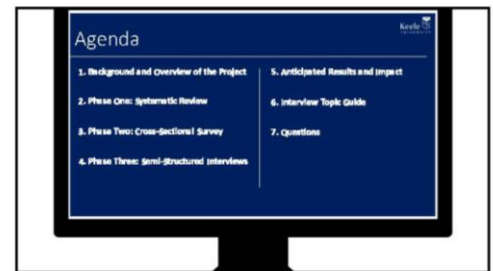 Keele
UNIVERSITY
Agenda
1. Background and Overview of the Project
2. Phase One: Systematic Review
3. Phase Two: Cross-Sectional Survey
4. Phase Three: Semi-Structured Interviews
5. Anticipated Results and Impact
6. Interview Topic Guide
7. Questions